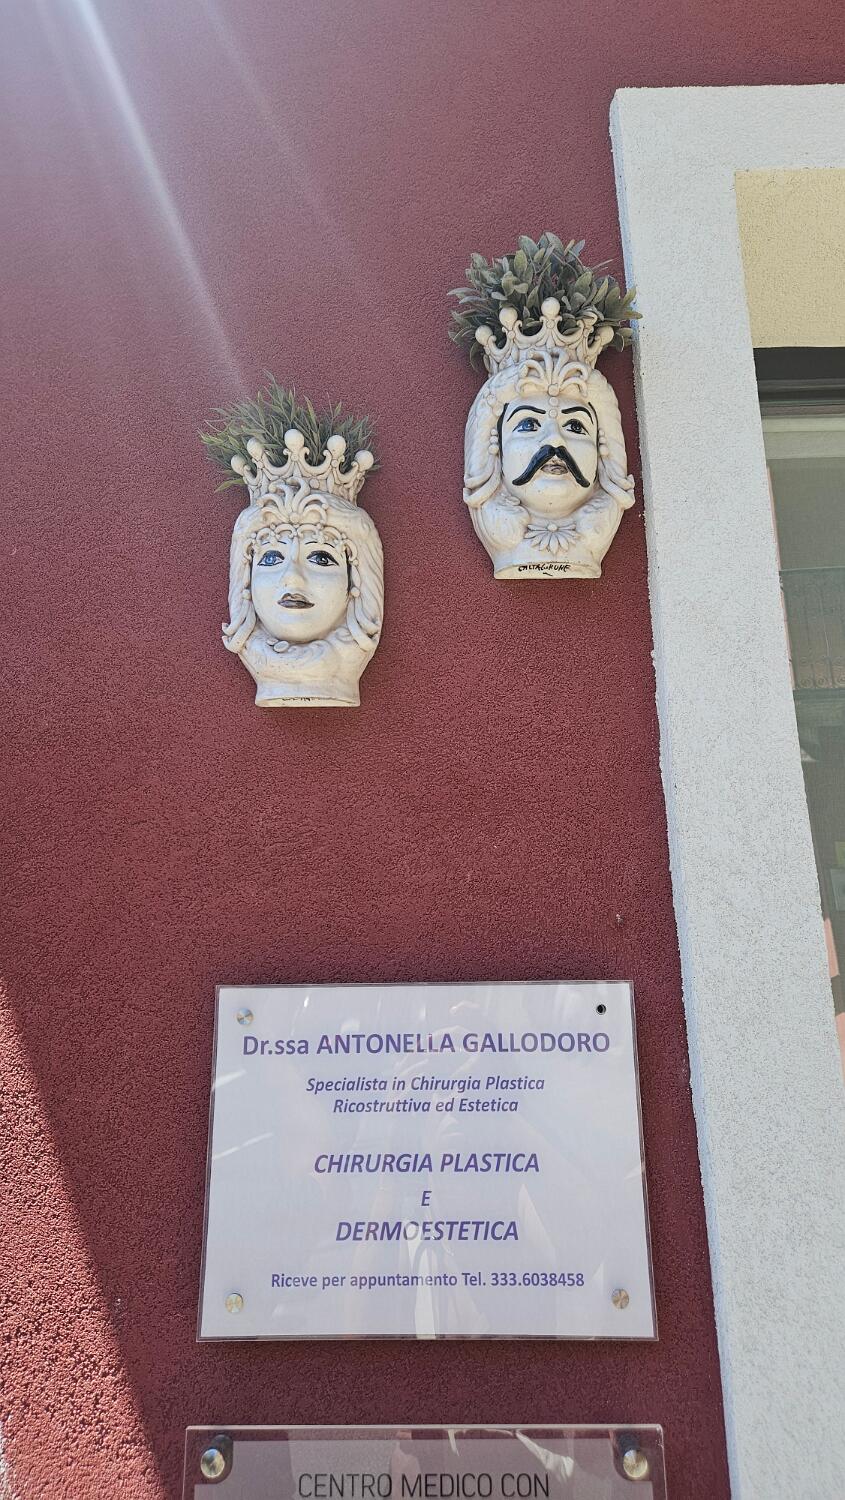 CALTAGIRONE
Dr.ssa ANTONELLA GALLODORO
Specialista in Chirurgia Plastica
Ricostruttiva ed Estetica
CHIRURGIA PLASTICA
E
DERMOESTETICA
Riceve per appuntamento Tel. 333.6038458
CENTRO MEDICO CON